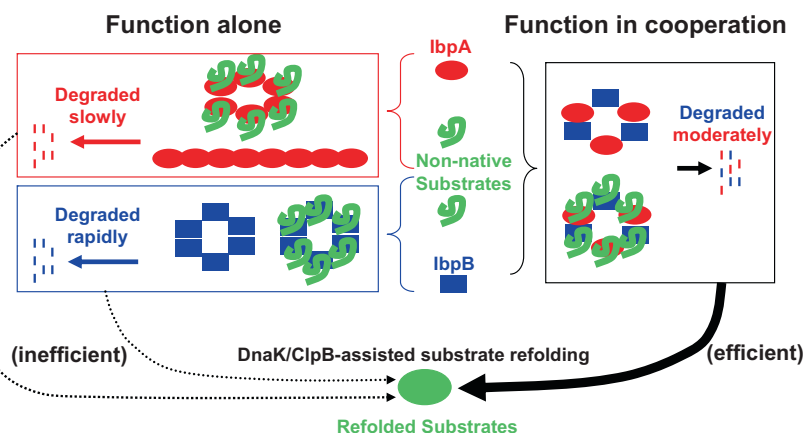 Function alone
Function in cooperation
IbpA
Degraded
slowly
Non-native
Substrates
Degraded
rapidly
IbpB
Degraded
moderately
(inefficient)
DnaK/ClpB-assisted substrate refolding
(efficient)
Refolded Substrates